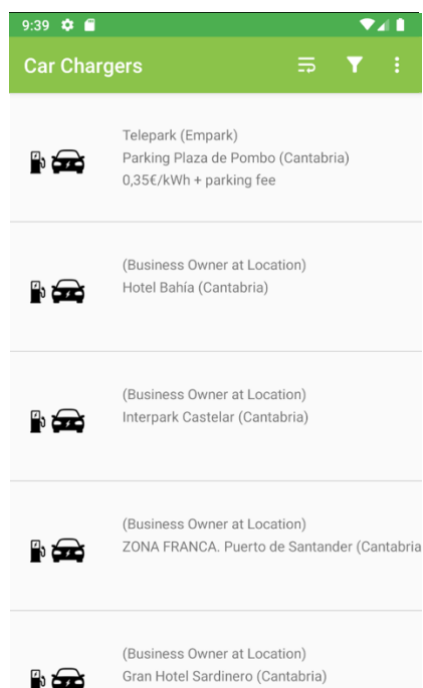 9:39
Car Chargers
Telepark (Empark)
Parking Plaza de Pombo (Cantabria)
0,35€/kWh + parking fee
(Business Owner at Location)
Hotel Bahía (Cantabria)
(Business Owner at Location)
Interpark Castelar (Cantabria)
(Business Owner at Location)
ZONA FRANCA. Puerto de Santander (Cantabria
(Business Owner at Location)
Gran Hotel Sardinero (Cantabria)